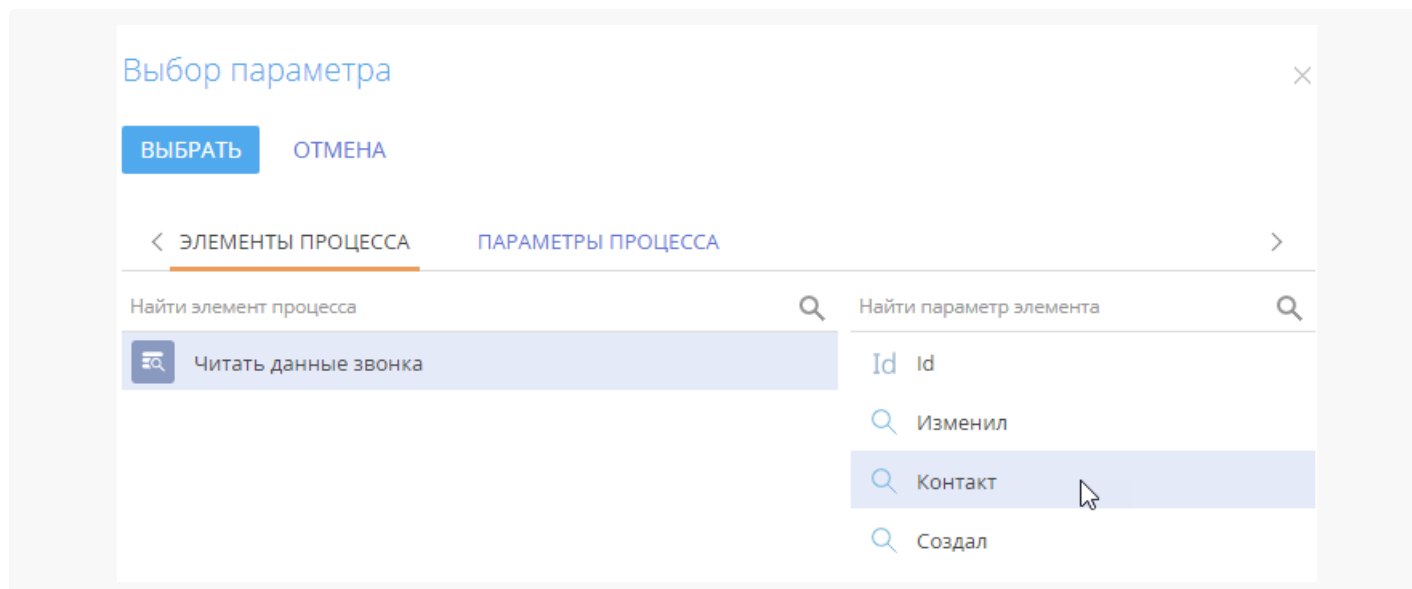 Выбор параметра
ВЫБРАТЬ ОТМЕНА
ЭЛЕМЕНТЫ ПРОЦЕССА ПАРАМЕТРЫ ПРОЦЕССА
Найти элемент процесса Найти параметр элемента
Читать данные звонка Id Id
Изменил
Контакт
Создал